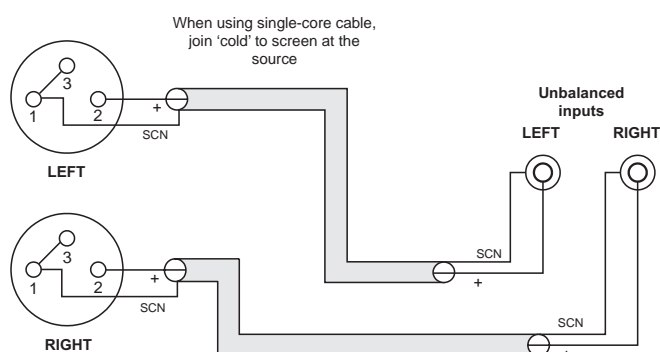 When using single-core cable,
join ‘cold’ to screen at the
source
3
1
2
+
SCN
LEFT
Unbalanced
inputs
LEFT RIGHT
SCN
+
3
1
2
+
SCN
RIGHT
SCN
+